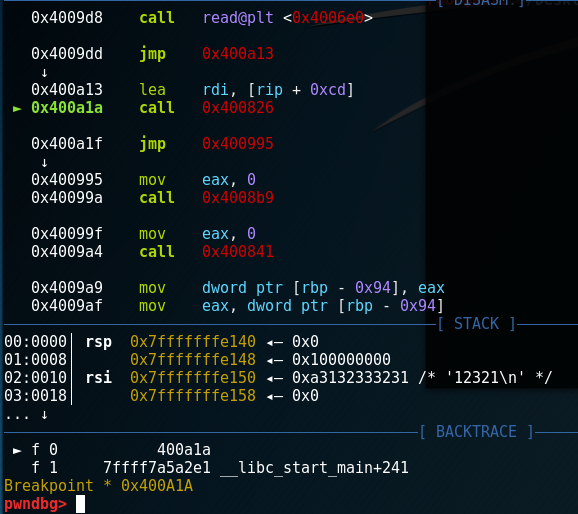 [ DISASM ]
0x4009d8 call read@plt <0x4006e0>
0x4009dd jmp 0x400a13
↓
0x400a13 lea rdi, [rip + 0xcd]
► 0x400a1a call 0x400826
0x400a1f jmp 0x400995
↓
0x400995 mov eax, 0
0x40099a call 0x4008b9
0x40099f mov eax, 0
0x4009a4 call 0x400841
0x4009a9 mov dword ptr [rbp - 0x94], eax
0x4009af mov eax, dword ptr [rbp - 0x94]
[ STACK ]
00:0000│ rsp 0x7fffffffe140 ◂— 0x0
01:0008│ 0x7fffffffe148 ◂— 0x100000000
02:0010│ rsi 0x7fffffffe150 ◂— 0xa3132333231 /* '12321\n' */
03:0018│ 0x7fffffffe158 ◂— 0x0
... ↓
[ BACKTRACE ]
► f 0 400a1a
f 1 7ffff7a5a2e1 __libc_start_main+241
Breakpoint * 0x400A1A
pwndbg>